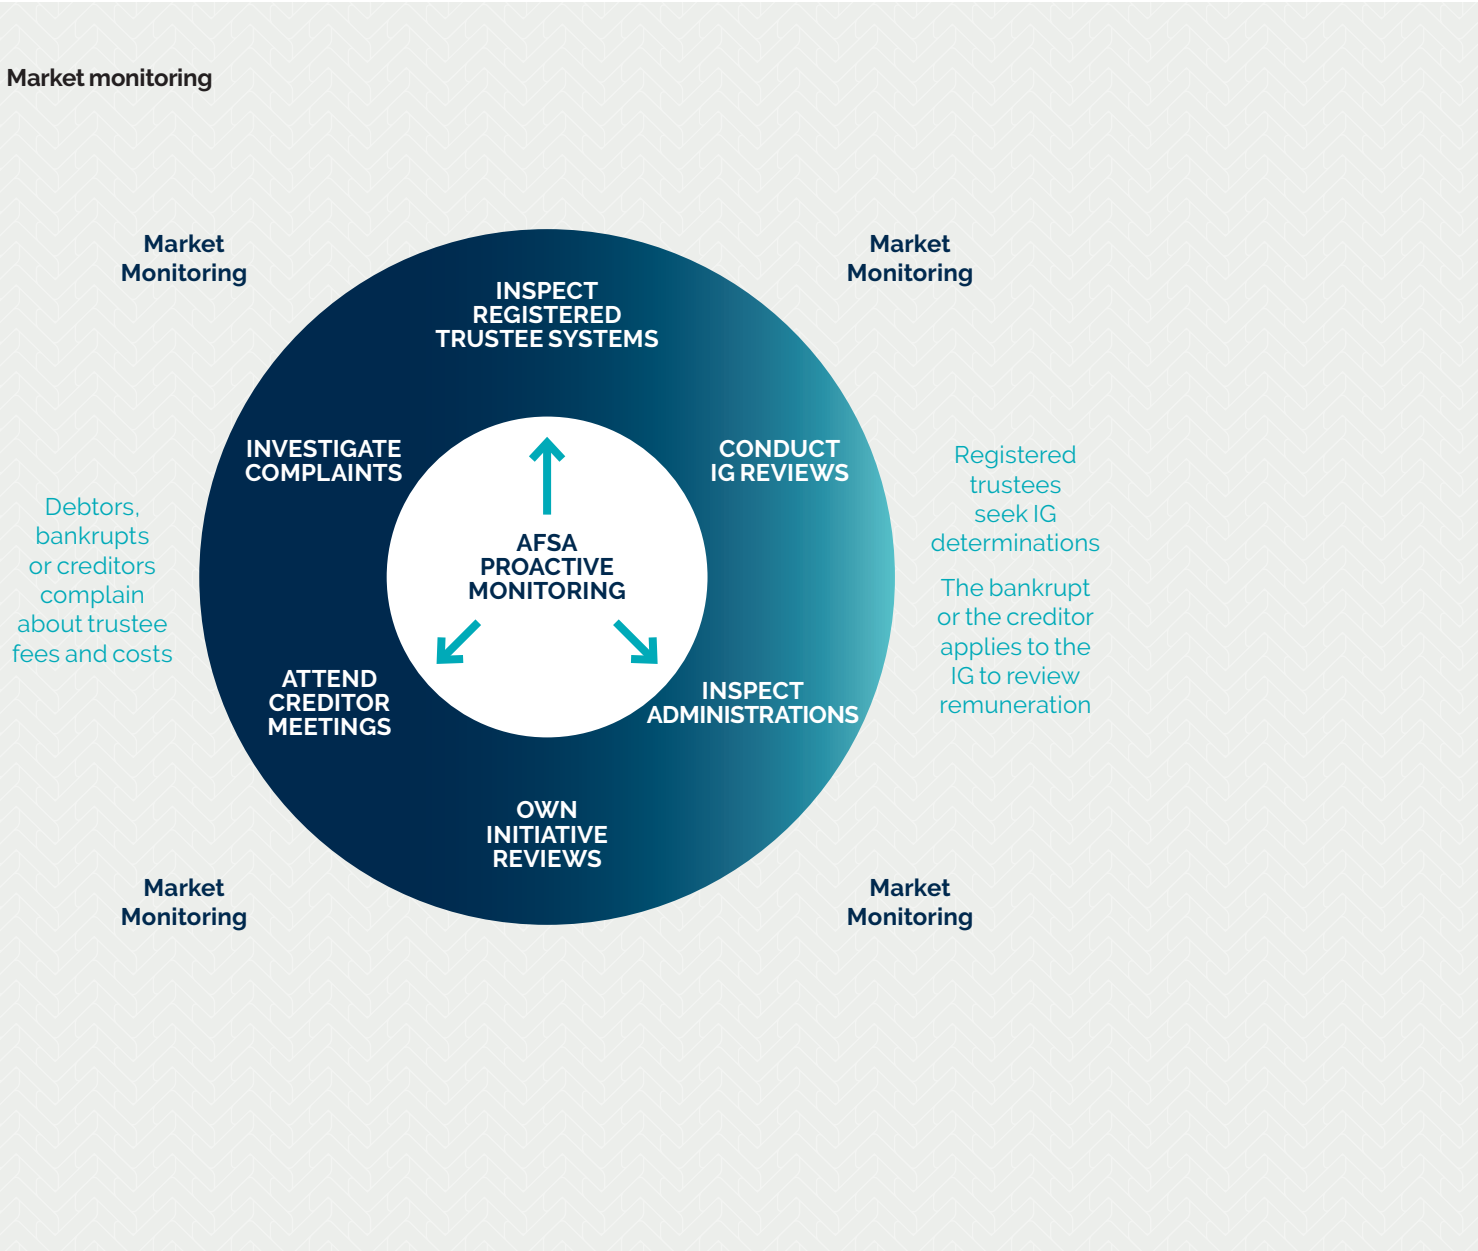 Market monitoring
Market
Monitoring
Market
Monitoring
INSPECT
REGISTERED
TRUSTEE SYSTEMS
INVESTIGATE
COMPLAINTS
CONDUCT
IG REVIEWS
Debtors,
bankrupts
or creditors
complain
about trustee
fees and costs
AFSA
PROACTIVE
MONITORING
Registered
trustees
seek IG
determinations
The bankrupt
or the creditor
applies to the
IG to review
remuneration
ATTEND
CREDITOR
MEETINGS
INSPECT
ADMINISTRATIONS
OWN
INITIATIVE
REVIEWS
Market
Monitoring
Market
Monitoring